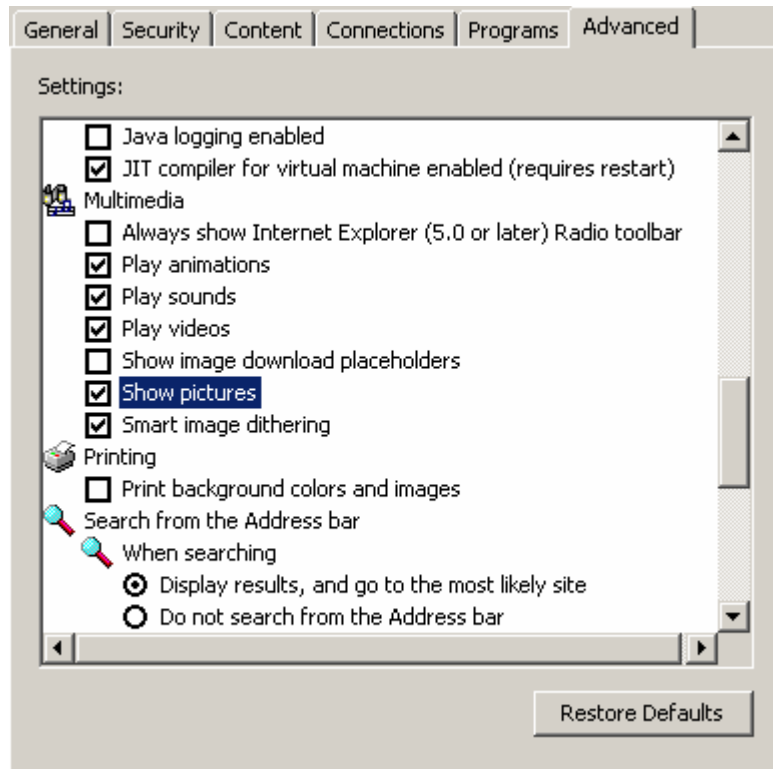 General Security Content Connections Programs Advanced
Settings:
Java logging enabled
JIT compiler for virtual machine enabled (requires restart)
Multimedia
Always show Internet Explorer (5.0 or later) Radio toolbar
Play animations
Play sounds
Play videos
Show image download placeholders
Show pictures
Smart image dithering
Printing
Print background colors and images
Search from the Address bar
When searching
Display results, and go to the most likely site
Do not search from the Address bar
Restore Defaults